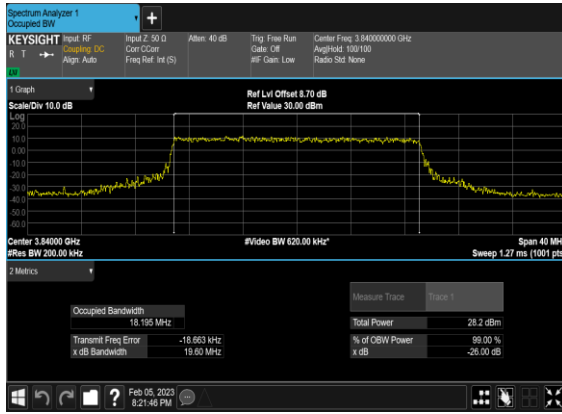 Spectrum Analyzer 1
Occupied BW
KEYSIGHT
R T
LW
Input: RF
Coupling: DC
Align: Auto
Input Z: 50 Ω
Corr CCorr
Freq Ref: Int (S)
Atten: 40 dB
Trig: Free Run
Gate: Off
#IF Gain: Low
Center Freq: 3.840000000 GHz
Avg|Hold: 100/100
Radio Std: None
1 Graph
Scale/Div 10.0 dB
Ref Lvl Offset 8.70 dB
Ref Value 30.00 dBm
Log
20.0
10.0
0.00
-10.0
-20.0
-30.0
-40.0
-50.0
-60.0
Center 3.84000 GHz
#Res BW 200.00 kHz
#Video BW 620.00 kHz*
Span 40 MH
Sweep 1.27 ms (1001 pts
2 Metrics
Measure Trace Trace 1
Occupied Bandwidth
18.195 MHz
Total Power 28.2 dBm
Transmit Freq Error -18.663 kHz
% of OBW Power 99.00 %
x dB Bandwidth 19.60 MHz
x dB -26.00 dB
?
Feb 05, 2023
8:21:46 PM